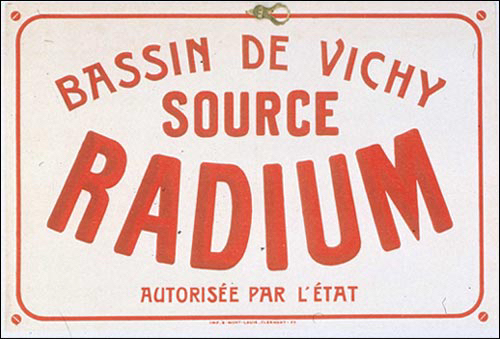 BASSIN DE VICHY
SOURCE
RADIUM
AUTORISÉE PAR L'ÉTAT